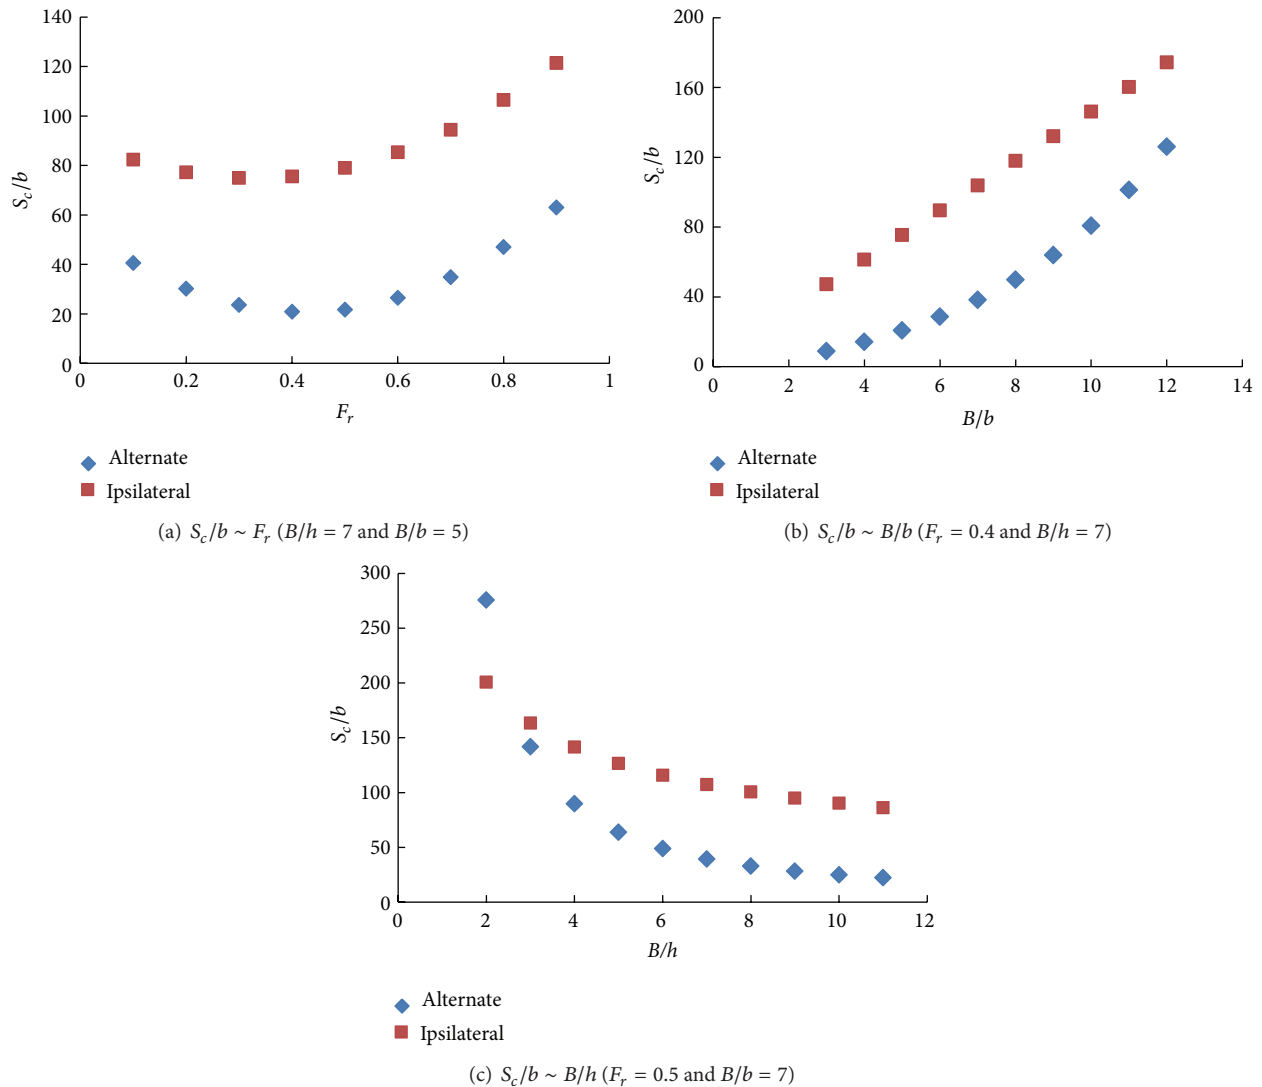 140
120
100
80
60
40
20
0
S_c/b
0 0.2 0.4 0.6 0.8 1
F_r
Alternate
Ipsilateral
(a) S_c/b ~ F_r (B/h = 7 and B/b = 5)
200
160
120
80
40
0
S_c/b
0 2 4 6 8 10 12 14
B/b
Alternate
Ipsilateral
(b) S_c/b ~ B/b (F_r = 0.4 and B/h = 7)
300
250
200
150
100
50
0
S_c/b
0 2 4 6 8 10 12
B/h
Alternate
Ipsilateral
(c) S_c/b ~ B/h (F_r = 0.5 and B/b = 7)